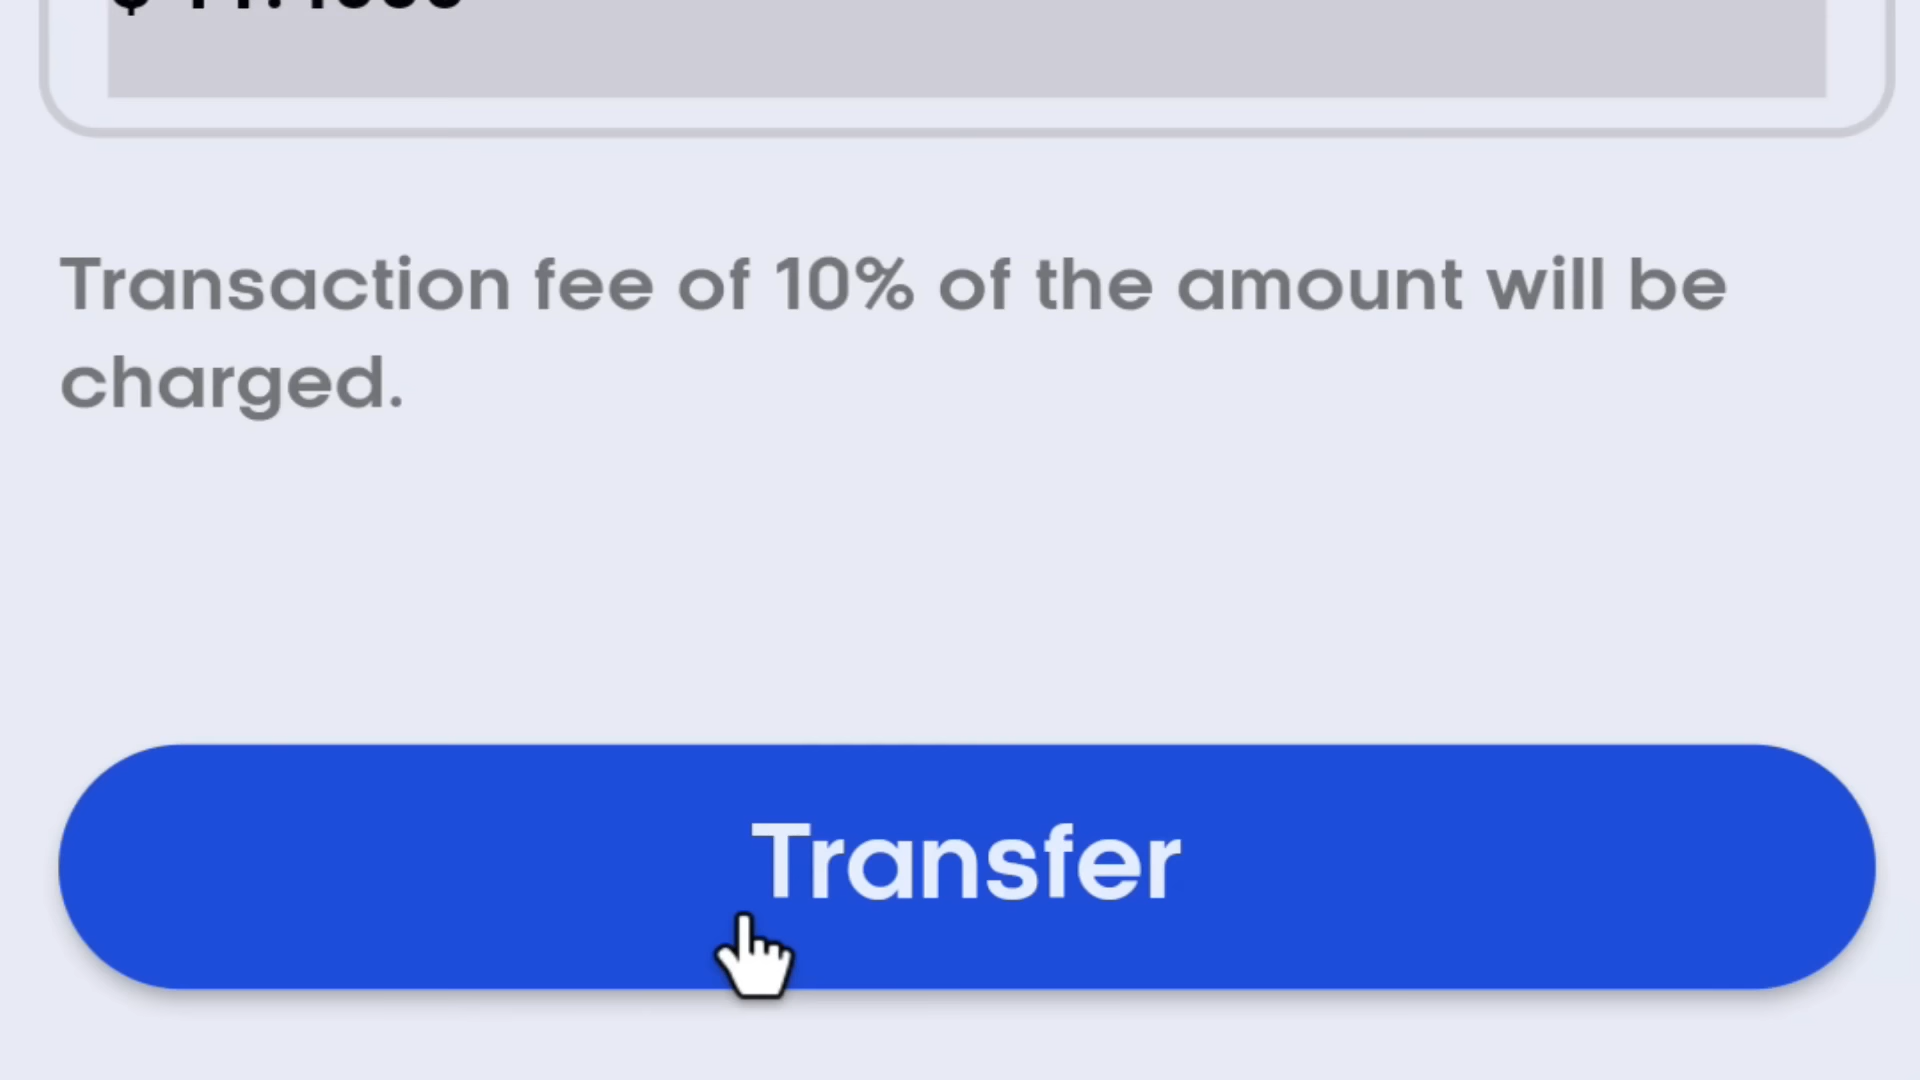 Transaction fee of 10% of the amount will be
charged.
Transfer